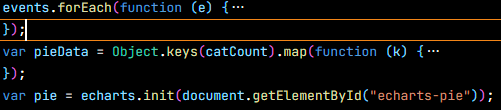 events.forEach(function (e) {···
});
var pieData = Object.keys(catCount).map(function (k) {···
});
var pie = echarts.init(document.getElementById("echarts-pie"));